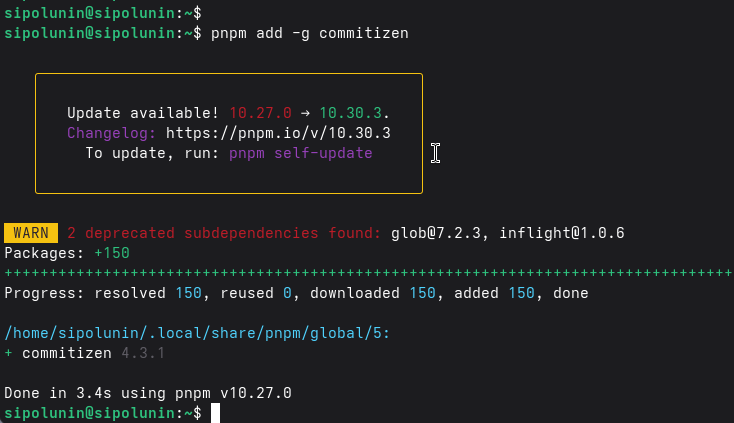 sipolunin@sipolunin:~$
sipolunin@sipolunin:~$ pnpm add -g commitizen
Update available! 10.27.0 → 10.30.3.
Changelog: https://pnpm.io/v/10.30.3
To update, run: pnpm self-update
WARN 2 deprecated subdependencies found: glob@7.2.3, inflight@1.0.6
Packages: +150
+++++++++++++++++++++++++++++++++++++++++++++++++++++++++++++++++++++++++++++++++
Progress: resolved 150, reused 0, downloaded 150, added 150, done
/home/sipolunin/.local/share/pnpm/global/5:
+ commitizen 4.3.1
Done in 3.4s using pnpm v10.27.0
sipolunin@sipolunin:~$